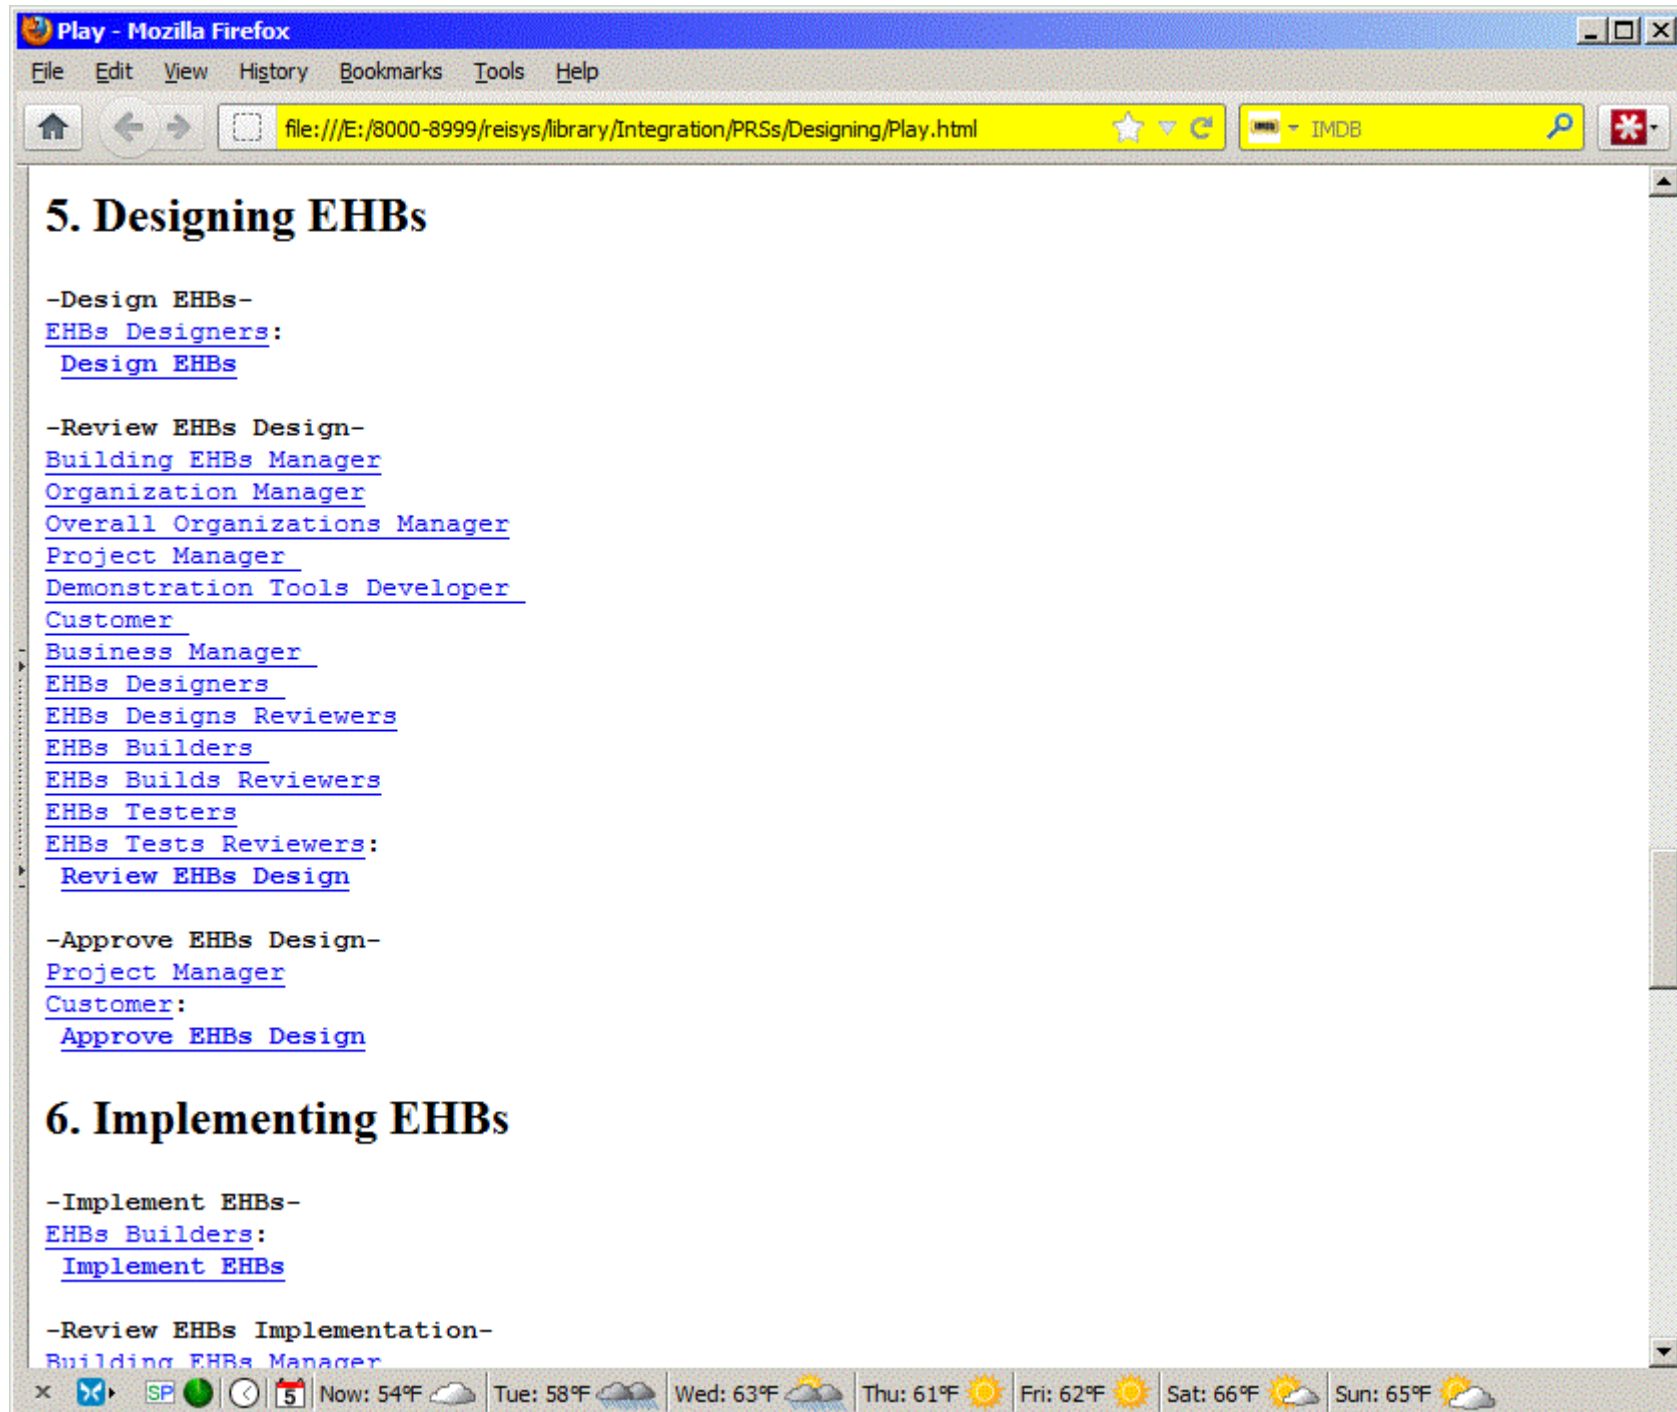 Play - Mozilla Firefox
File Edit View History Bookmarks Tools Help
file:///E:/8000-8999/reisys/library/Integration/PRSs/Designing/Play.html IMDB
5. Designing EHBs
-Design EHBs-
EHBs Designers:
Design EHBs
-Review EHBs Design-
Building EHBs Manager
Organization Manager
Overall Organizations Manager
Project Manager
Demonstration Tools Developer
Customer
Business Manager
EHBs Designers
EHBs Designs Reviewers
EHBs Builders
EHBs Builds Reviewers
EHBs Testers
EHBs Tests Reviewers:
Review EHBs Design
-Approve EHBs Design-
Project Manager
Customer:
Approve EHBs Design
6. Implementing EHBs
-Implement EHBs-
EHBs Builders:
Implement EHBs
-Review EHBs Implementation-
Building EHBs Manager
SP 5 Now: 54°F Tue: 58°F Wed: 63°F Thu: 61°F Fri: 62°F Sat: 66°F Sun: 65°F